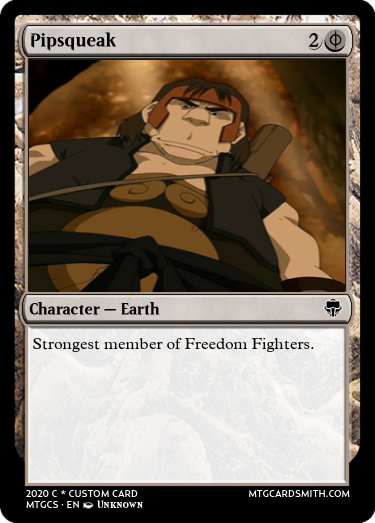 Pipsqueak 2/
Character — Earth
Strongest member of Freedom Fighters.
2020 C * CUSTOM CARD MTGCARDSMITH.COM
MTGCS · EN UNKNOWN